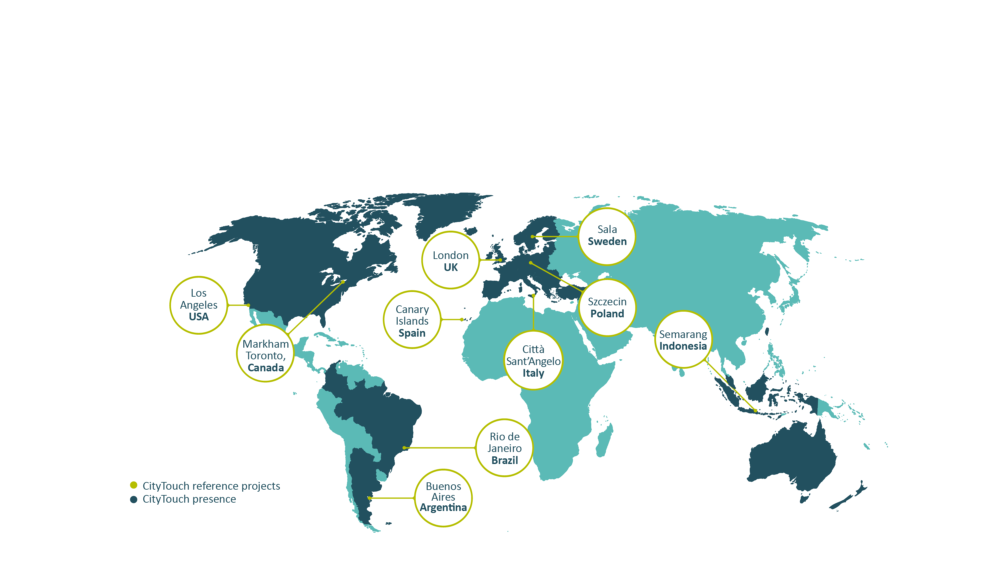 Sala
Sweden
London
UK
Los
Angeles
USA
Szczecin
Poland
Canary
Islands
Spain
Semarang
Indonesia
Markham
Toronto,
Canada
Città
Sant’Angelo
Italy
Rio de
Janeiro
Brazil
Buenos
Aires
Argentina
CityTouch reference projects
CityTouch presence